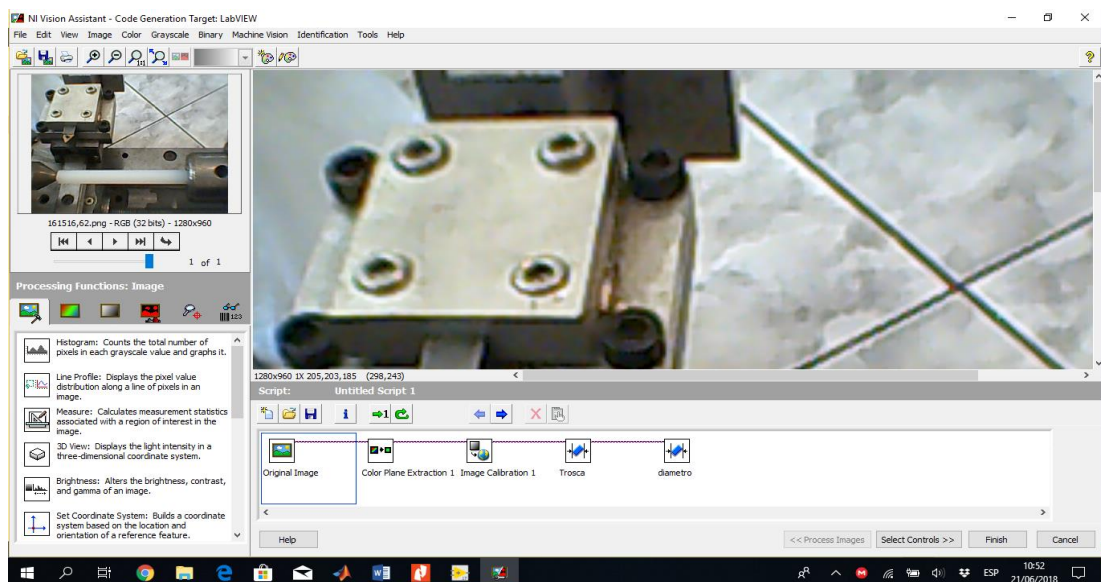 NI Vision Assistant - Code Generation Target: LabVIEW
File Edit View Image Color Grayscale Binary Machine Vision Identification Tools Help
1:1
161516,62.png - RGB (32 bits) - 1280x960
1 of 1
Processing Functions: Image
123
Histogram: Counts the total number of
pixels in each grayscale value and graphs it.
Line Profile: Displays the pixel value
distribution along a line of pixels in an
image.
Measure: Calculates measurement statistics
associated with a region of interest in the
image.
3D View: Displays the light intensity in a
three-dimensional coordinate system.
Brightness: Alters the brightness, contrast,
and gamma of an image.
Set Coordinate System: Builds a coordinate
system based on the location and
orientation of a reference feature.
1280x960 1X 205,203,185 (298,243)
Script: Untitled Script 1
1
Original Image
Color Plane Extraction 1
Image Calibration 1
Trosca
diametro
Help
<< Process Images
Select Controls >>
Finish
Cancel
ESP
10:52
21/06/2018